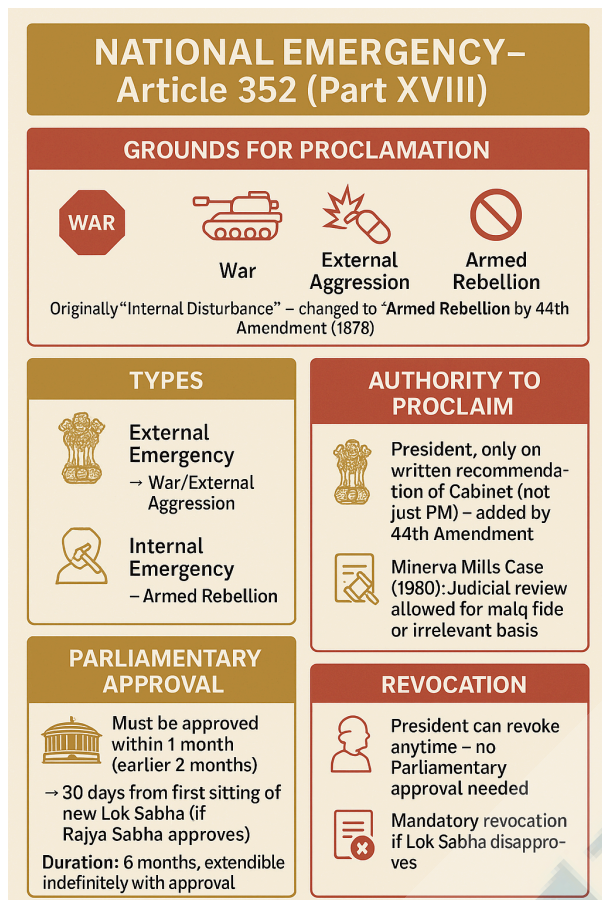 NATIONAL EMERGENCY–
Article 352 (Part XVIII)
GROUNDS FOR PROCLAMATION
WAR
War
External
Aggression
Armed
Rebellion
Originally “Internal Disturbance” – changed to “Armed Rebellion by 44th
Amendment (1878)
TYPES
External
Emergency
→ War/External
Aggression
Internal
Emergency
– Armed Rebellion
AUTHORITY TO
PROCLAIM
President, only on
written recommenda-
tion of Cabinet (not
just PM) – added by
44th Amendment
Minerva Mills Case
(1980): Judicial review
allowed for malq fide
or irrelevant basis
PARLIAMENTARY
APPROVAL
Must be approved
within 1 month
(earlier 2 months)
→ 30 days from first sitting of
new Lok Sabha (if
Rajya Sabha approves)
Duration: 6 months, extendible
indefinitely with approval
REVOCATION
President can revoke
anytime – no
Parliamentary
approval needed
Mandatory revocation
if Lok Sabha disappro-
ves